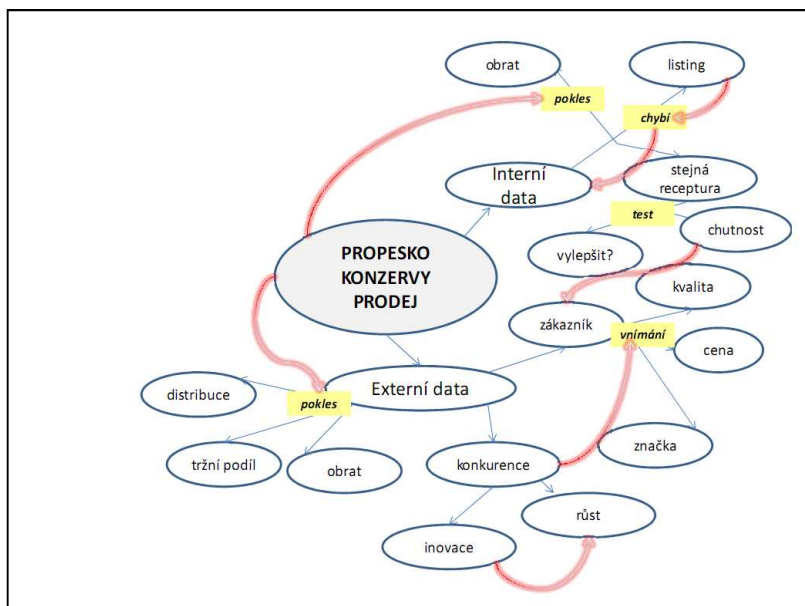 obrat
listing
pokles
chybí
Interní
data
stejná
receptura
test
chutnost
vylepšit?
PROPESKO
KONZERVY
PRODEJ
kvalita
zákazník
vnímání
cena
Externí data
distribuce
pokles
tržní podíl
obrat
konkurence
značka
růst
inovace